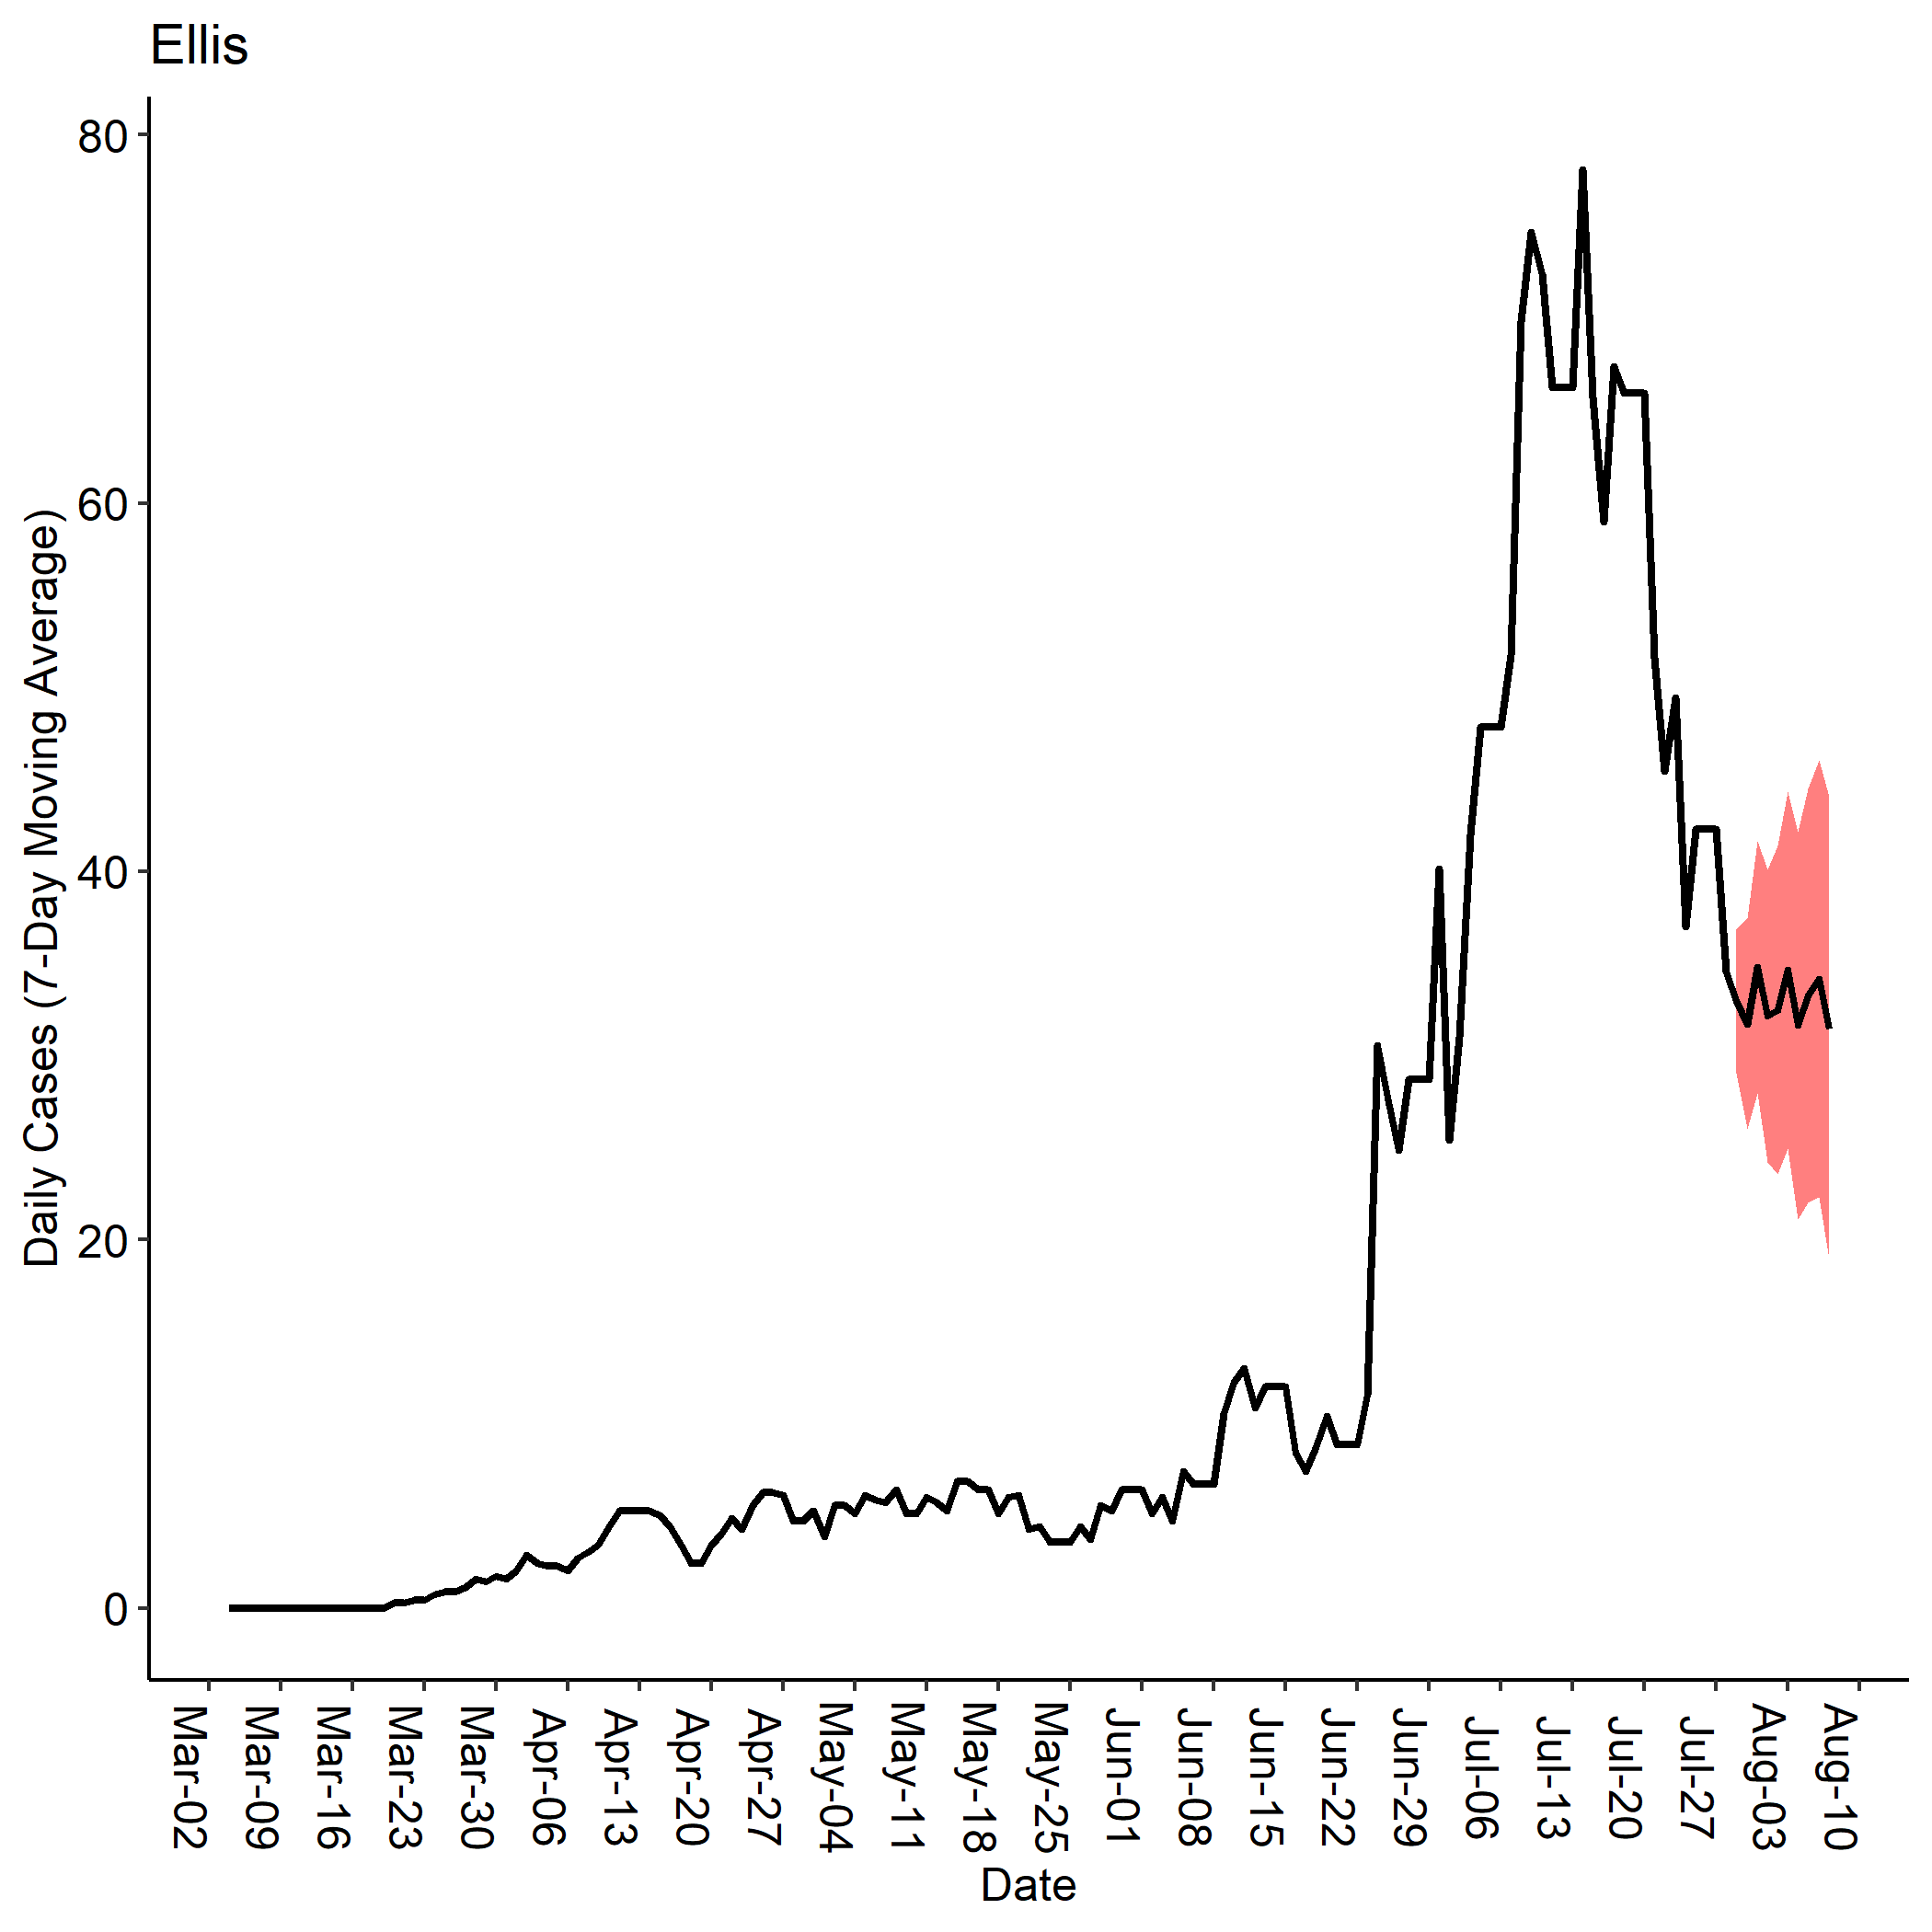 Ellis
Daily Cases (7-Day Moving Average)
80
60
40
20
0
Mar-02
Mar-09
Mar-16
Mar-23
Mar-30
Apr-06
Apr-13
Apr-20
Apr-27
May-04
May-11
May-18
May-25
Jun-01
Jun-08
Jun-15
Jun-22
Jun-29
Jul-06
Jul-13
Jul-20
Jul-27
Aug-03
Aug-10
Date